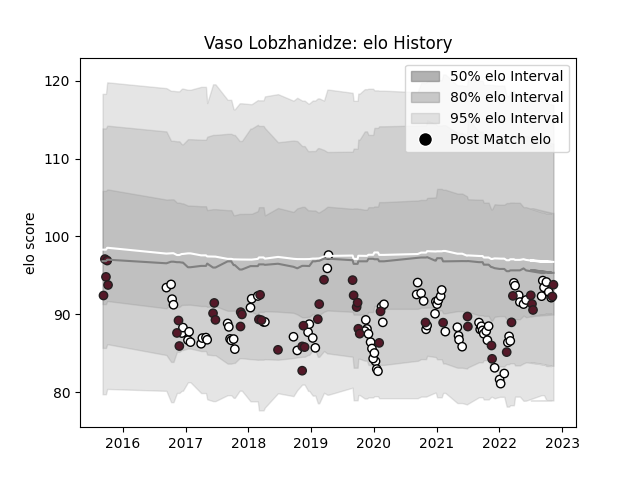 Vaso Lobzhanidze: elo History
50% elo Interval
80% elo Interval
95% elo Interval
Post Match elo
elo score
120
110
100
90
80
2016 2017 2018 2019 2020 2021 2022 2023